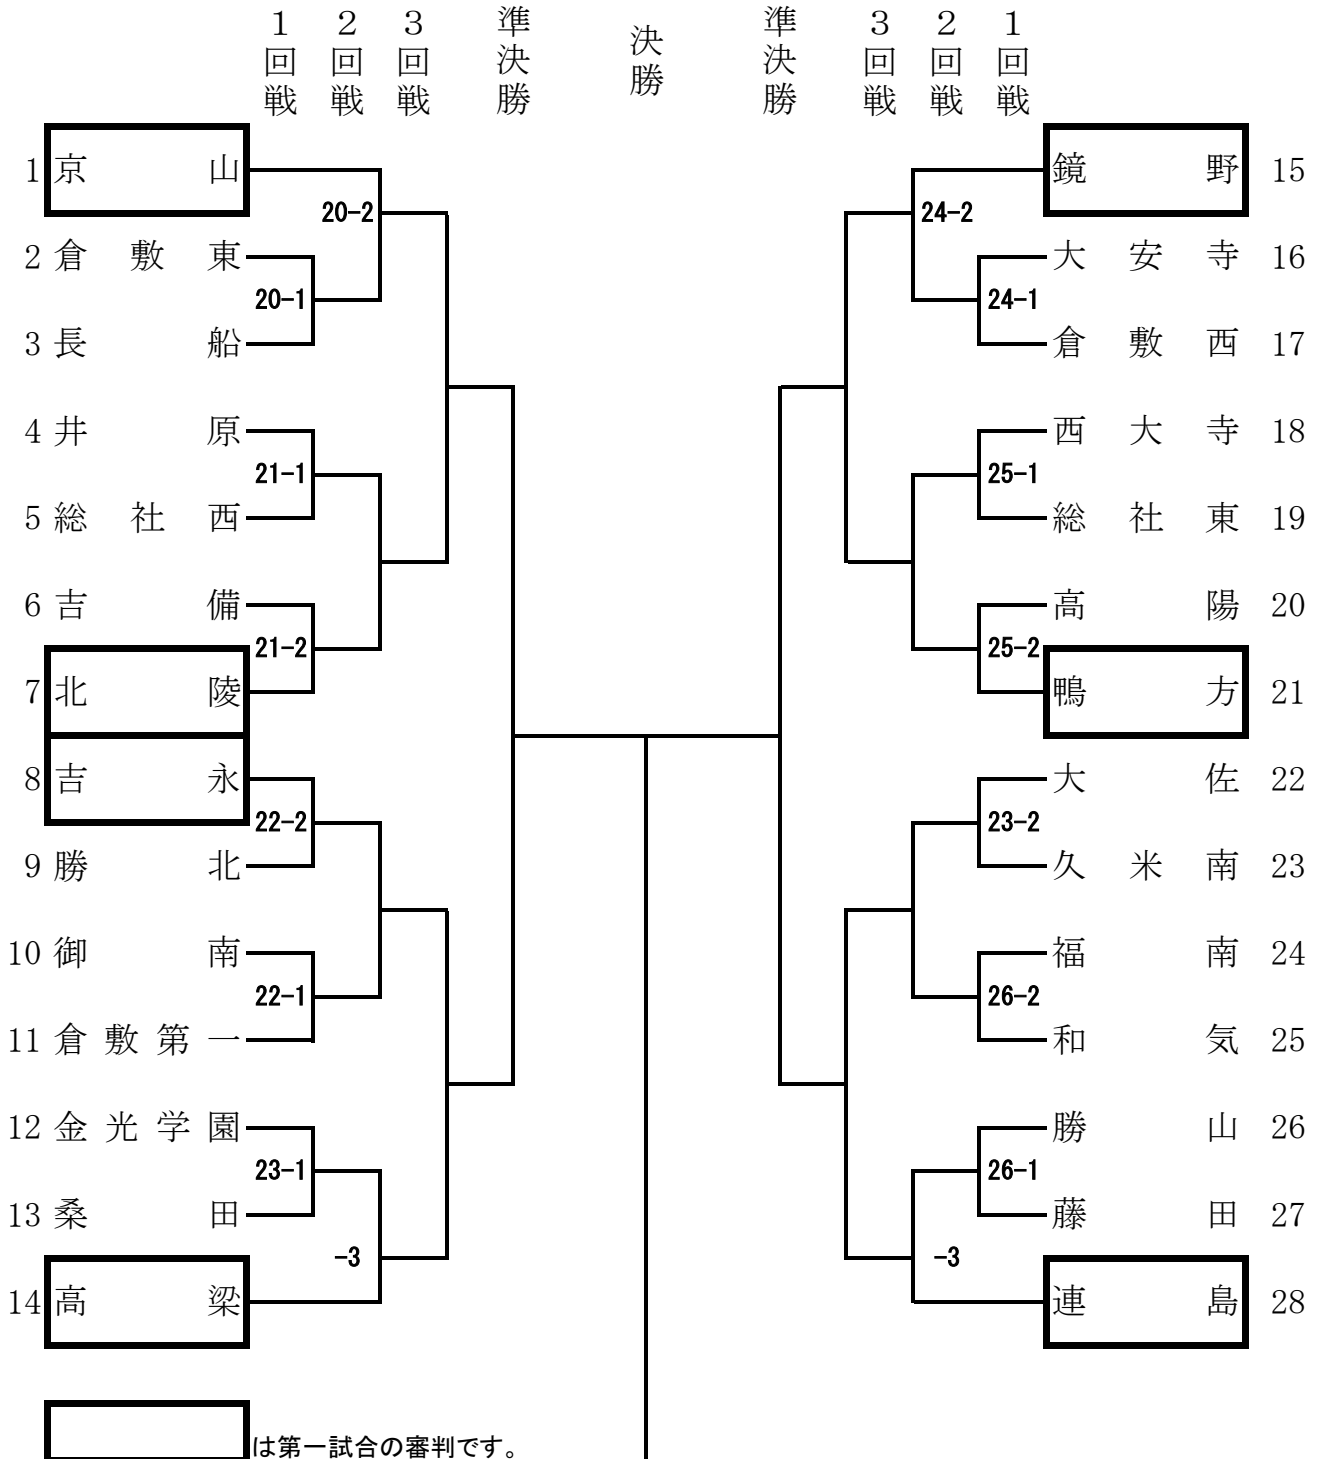 1回戦 2回戦 3回戦 準決勝 決勝 準決勝 3回戦 2回戦 1回戦
1 京山 鏡野 15
20-2 24-2
2 倉敷東 大安寺 16
20-1 24-1
3 長船 倉敷西 17
4 井原 西大寺 18
21-1 25-1
5 総社西 総社東 19
6 吉備 高陽 20
21-2 25-2
7 北陵 鴨方 21
8 吉永 大佐 22
22-2 23-2
9 勝北 久米南 23
10 御南 福南 24
22-1 26-2
11 倉敷第一 和気 25
12 金光学園 勝山 26
23-1 26-1
13 桑田 藤田 27
-3 -3
14 高梁 連島 28
は第一試合の審判です。